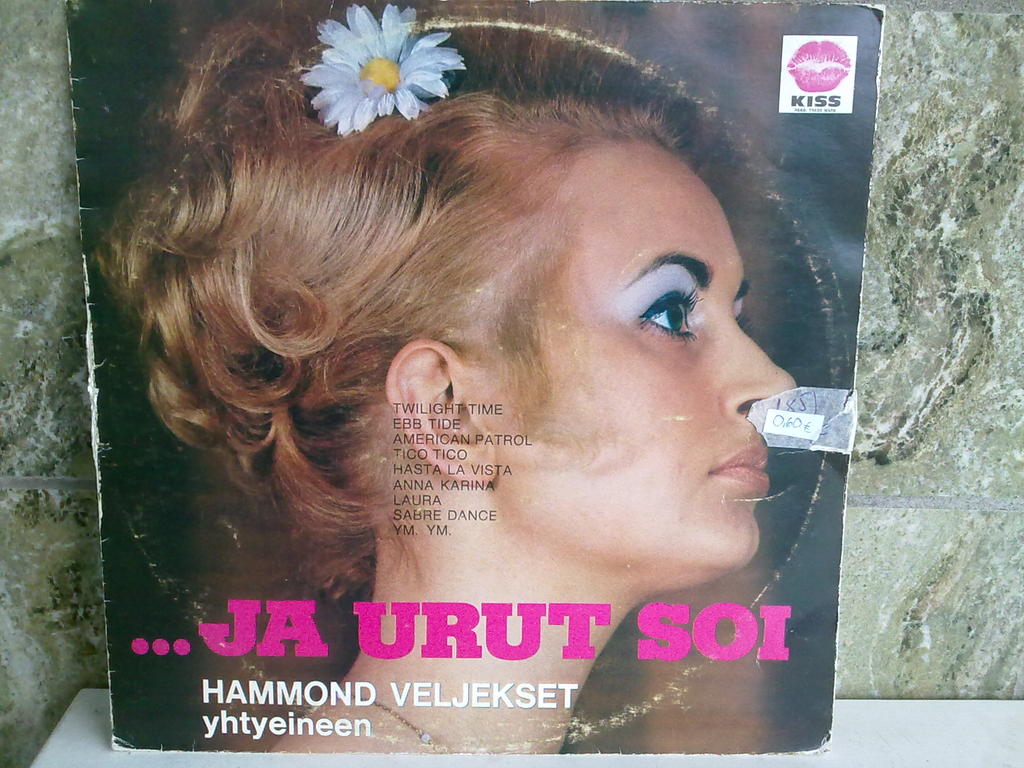 KISS
TWILIGHT TIME
EBB TIDE
AMERICAN PATROL
TICO TICO
HASTA LA VISTA
ANNA KARINA
LAURA
SABRE DANCE
YM. YM.
0,60 €
...JA URUT SOI
HAMMOND VELJEKSET
yhtyeineen